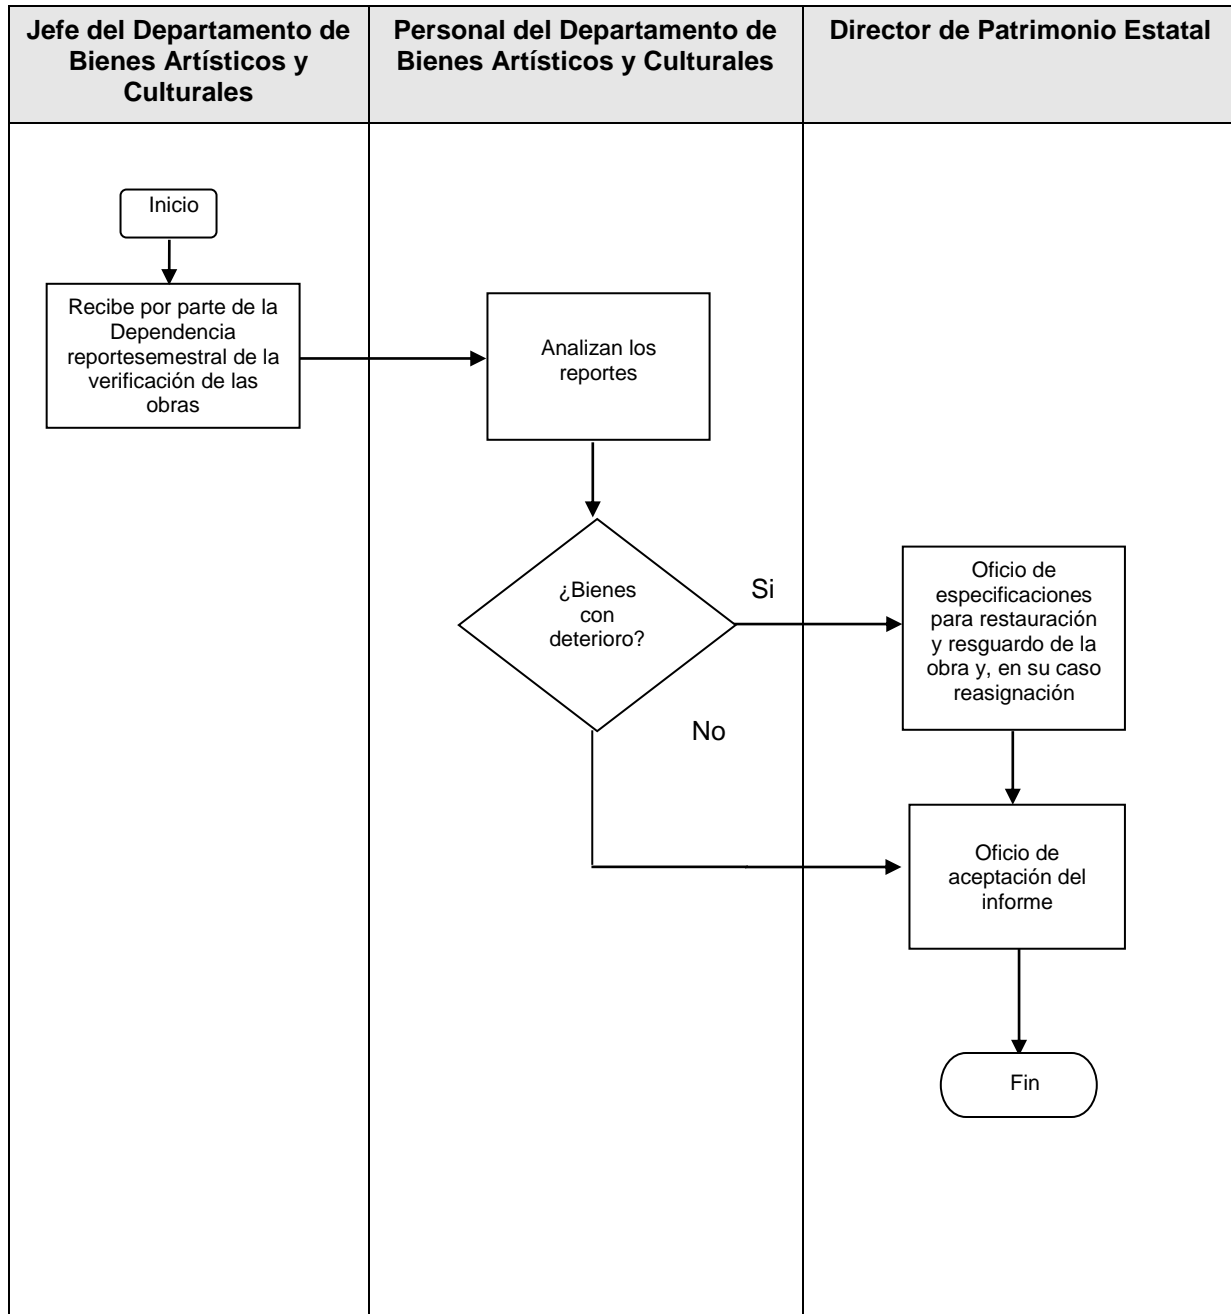 Jefe del Departamento de
Bienes Artísticos y
Culturales
Personal del Departamento de
Bienes Artísticos y Culturales
Director de Patrimonio Estatal
Inicio
Recibe por parte de la
Dependencia
reportesemestral de la
verificación de las
obras
Analizan los
reportes
¿Bienes
con
deterioro?
Si
No
Oficio de
especificaciones
para restauración
y resguardo de la
obra y, en su caso
reasignación
Oficio de
aceptación del
informe
Fin